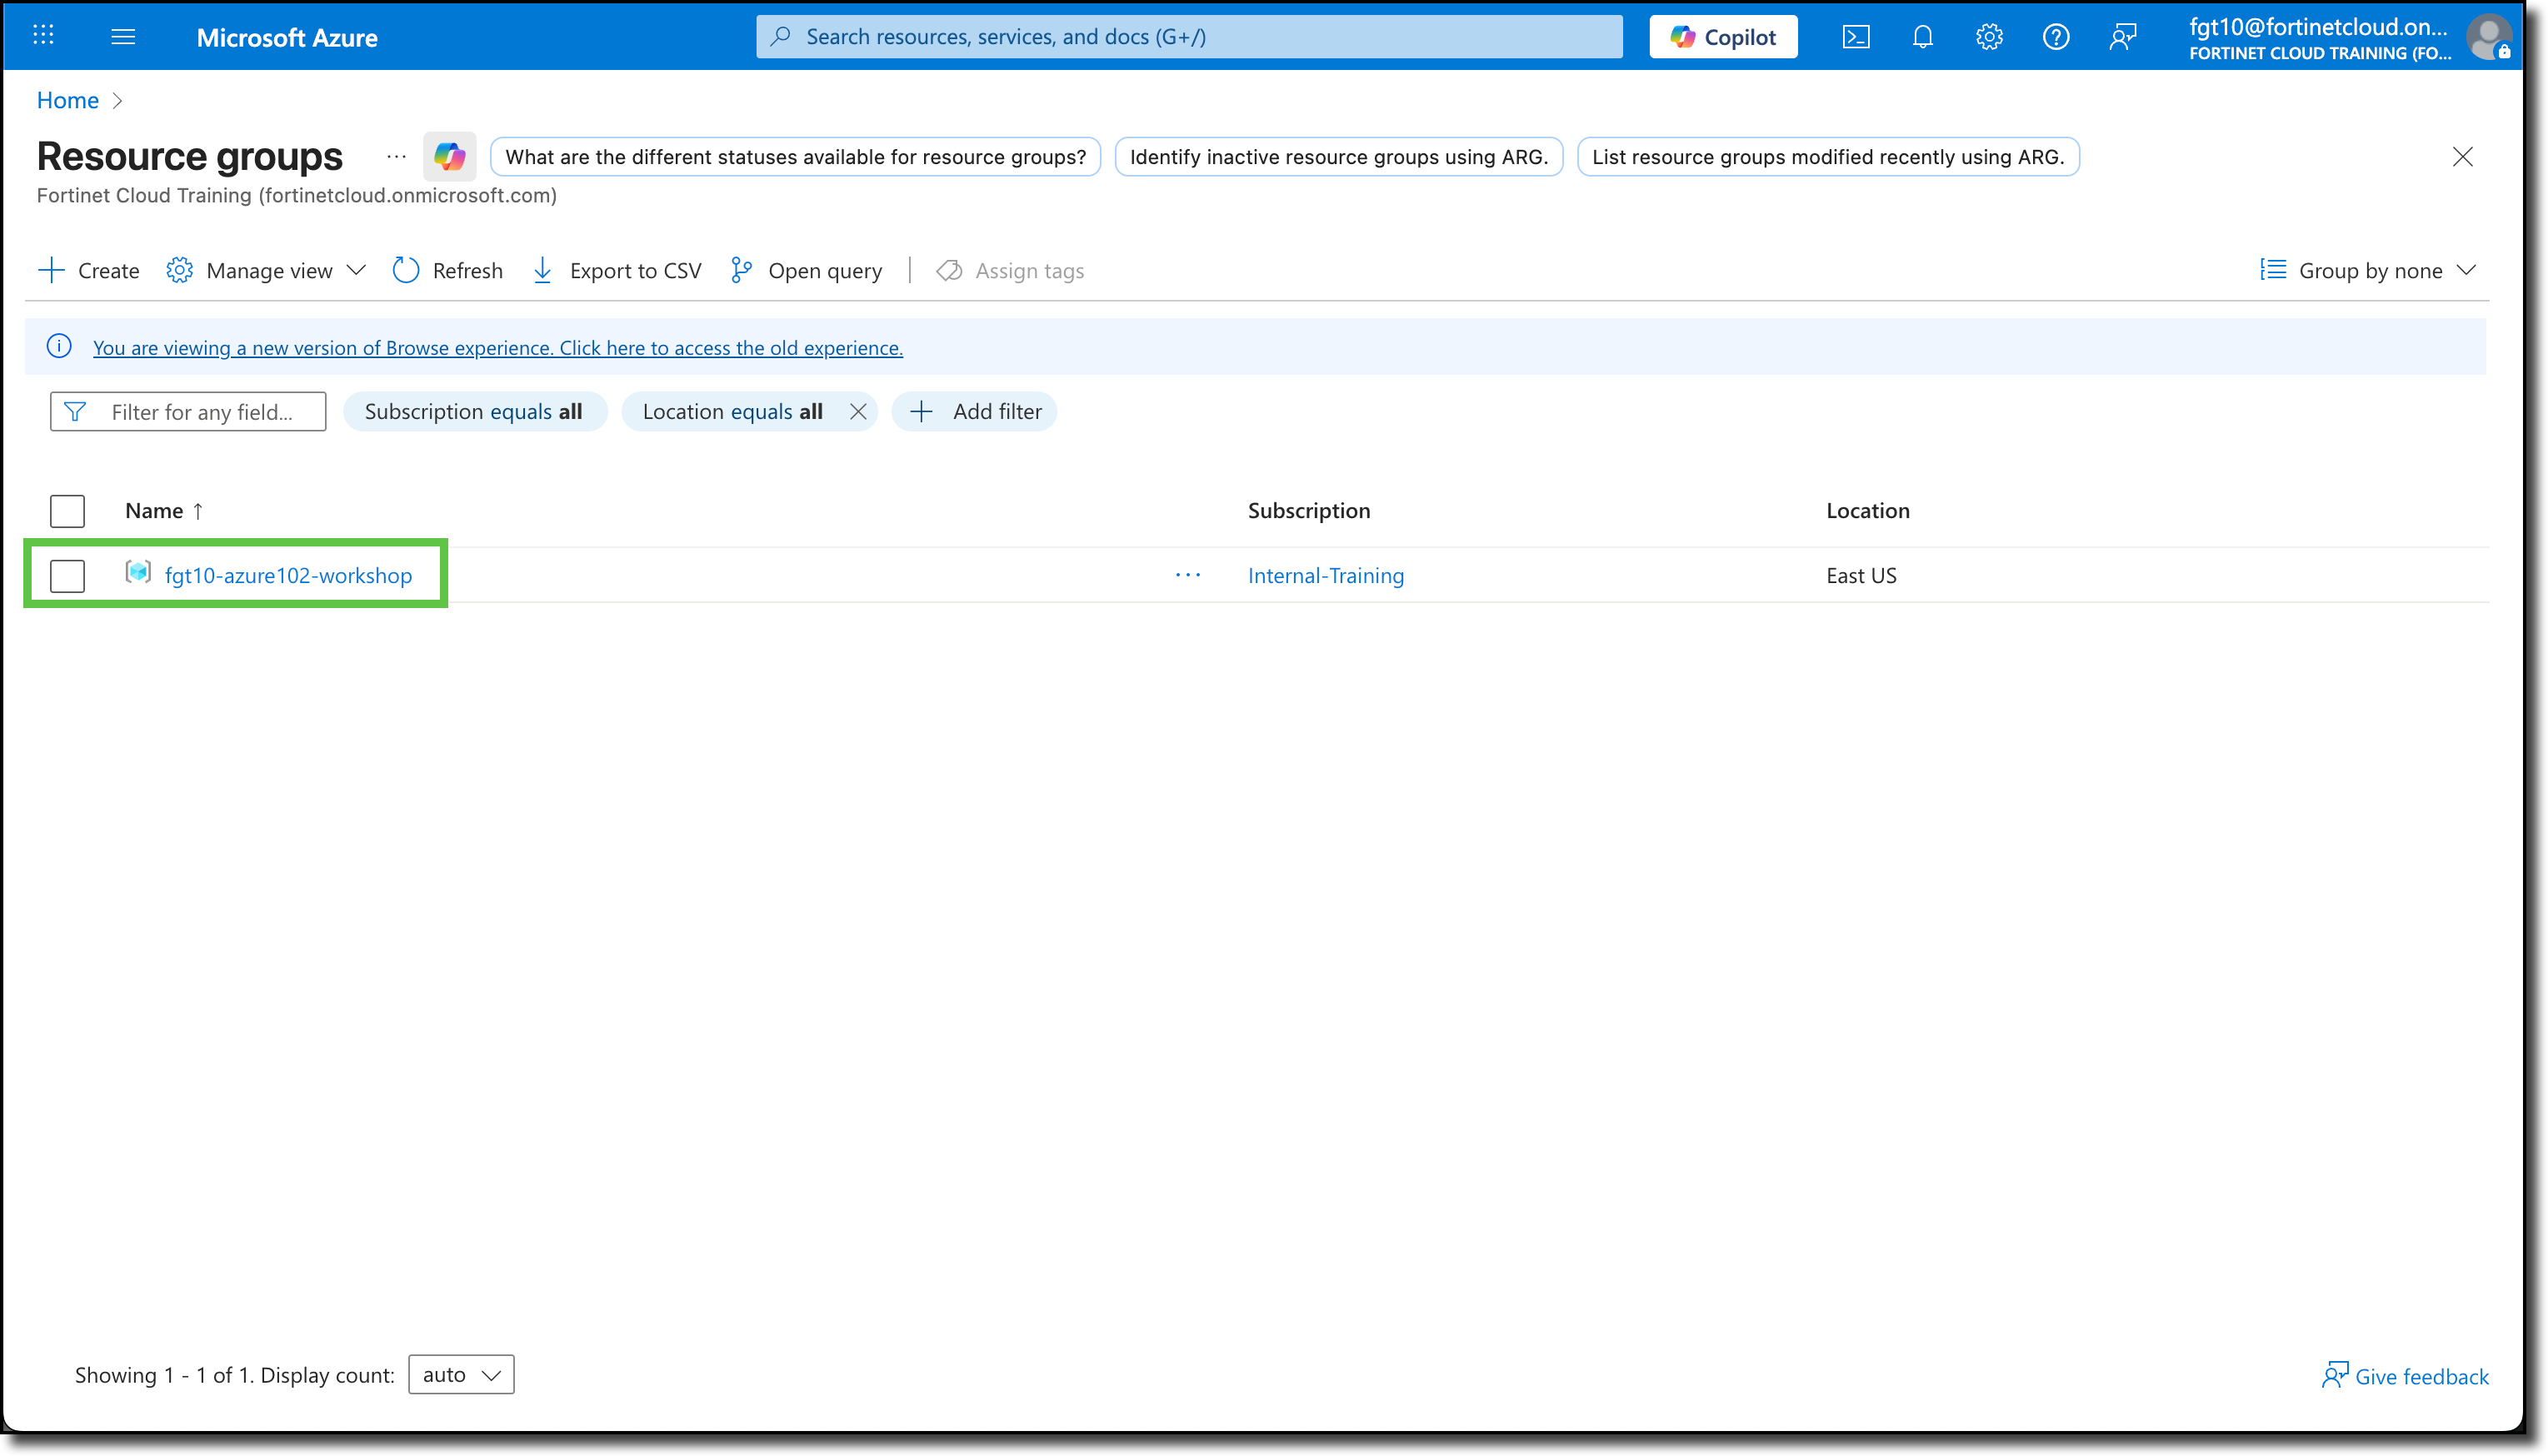 Microsoft Azure
Search resources, services, and docs (G+/)
Copilot
fgt10@fortinetcloud.on...
FORTINET CLOUD TRAINING (FO...
Home
Resource groups
...
What are the different statuses available for resource groups?
Identify inactive resource groups using ARG.
List resource groups modified recently using ARG.
Fortinet Cloud Training (fortinetcloud.onmicrosoft.com)
Create
Manage view
Refresh
Export to CSV
Open query
Assign tags
Group by none
You are viewing a new version of Browse experience. Click here to access the old experience.
Filter for any field...
Subscription equals all
Location equals all
Add filter
Name ↑
Subscription
Location
fgt10-azure102-workshop
...
Internal-Training
East US
Showing 1 - 1 of 1. Display count:
auto
Give feedback